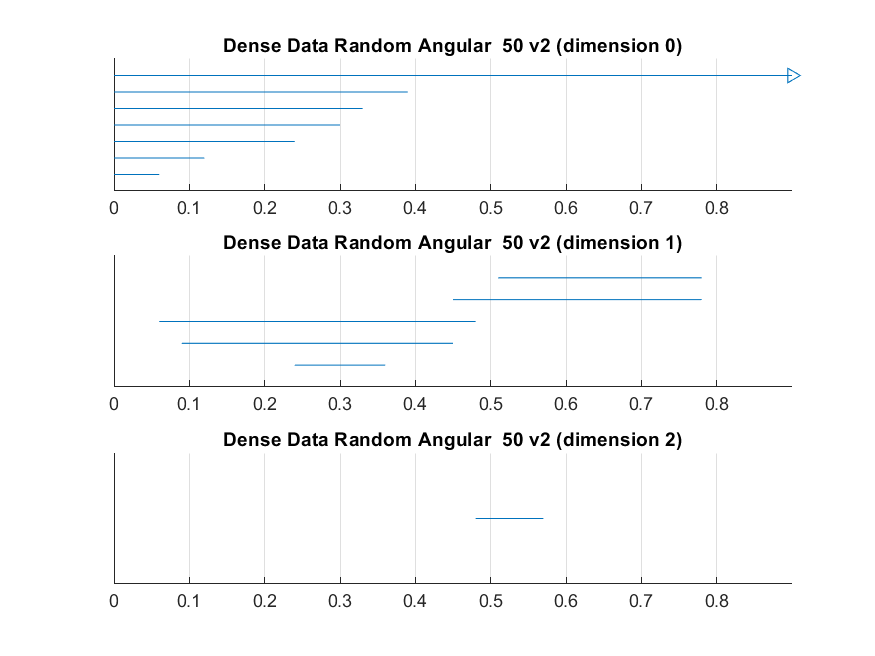 Dense Data Random Angular  50 v2 (dimension 0)
0 0.1 0.2 0.3 0.4 0.5 0.6 0.7 0.8
Dense Data Random Angular  50 v2 (dimension 1)
0 0.1 0.2 0.3 0.4 0.5 0.6 0.7 0.8
Dense Data Random Angular  50 v2 (dimension 2)
0 0.1 0.2 0.3 0.4 0.5 0.6 0.7 0.8